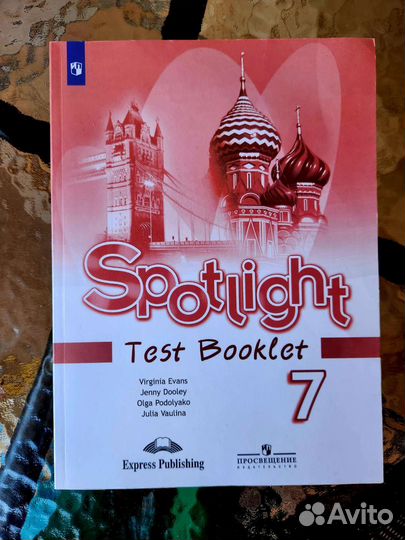 Spotlight
Test Booklet
7
Virginia Evans
Jenny Dooley
Olga Podolyako
Julia Vaulina
Express Publishing
ПРОСВЕЩЕНИЕ
ИЗДАТЕЛЬСТВО
Avito